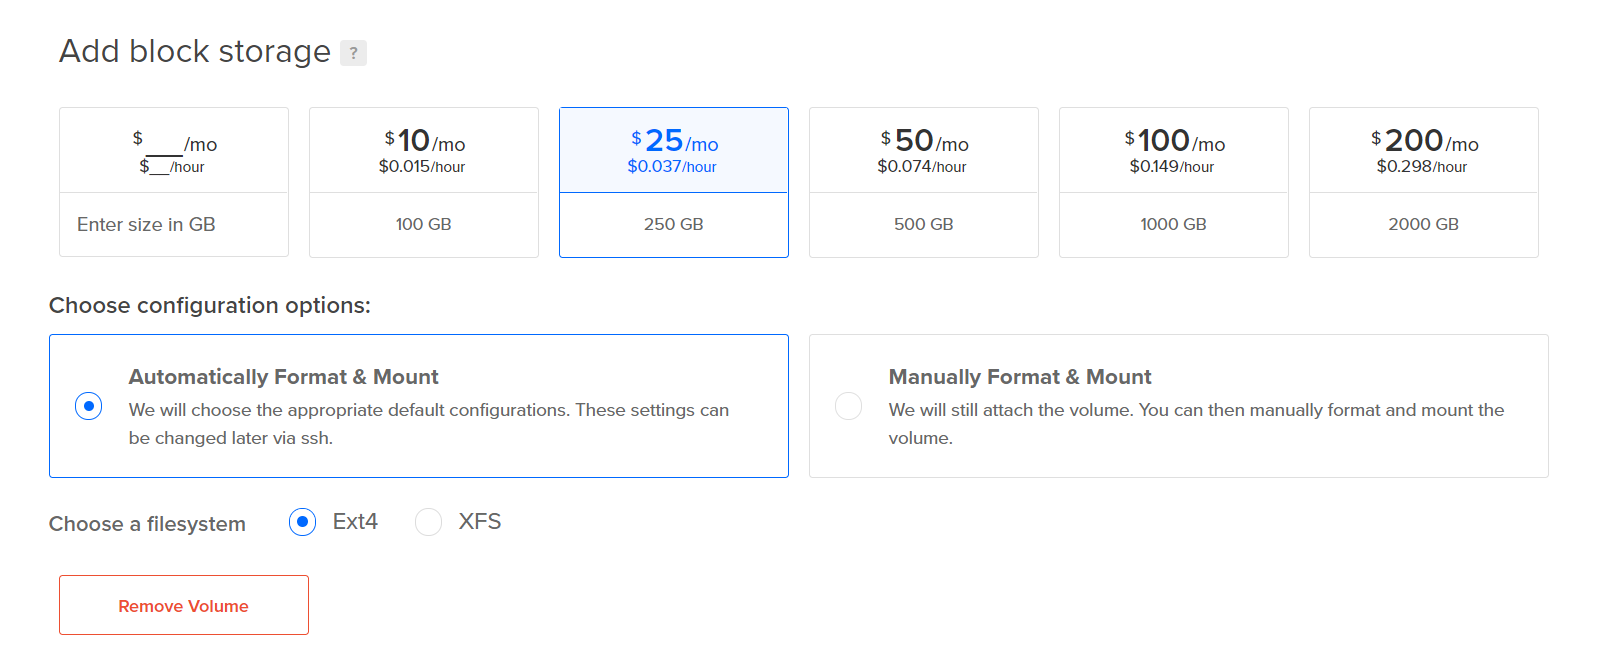 Add block storage ?
$___/mo
$__/hour
Enter size in GB
$10/mo
$0.015/hour
100 GB
$25/mo
$0.037/hour
250 GB
$50/mo
$0.074/hour
500 GB
$100/mo
$0.149/hour
1000 GB
$200/mo
$0.298/hour
2000 GB
Choose configuration options:
Automatically Format & Mount
We will choose the appropriate default configurations. These settings can
be changed later via ssh.
Manually Format & Mount
We will still attach the volume. You can then manually format and mount the
volume.
Choose a filesystem Ext4 XFS
Remove Volume